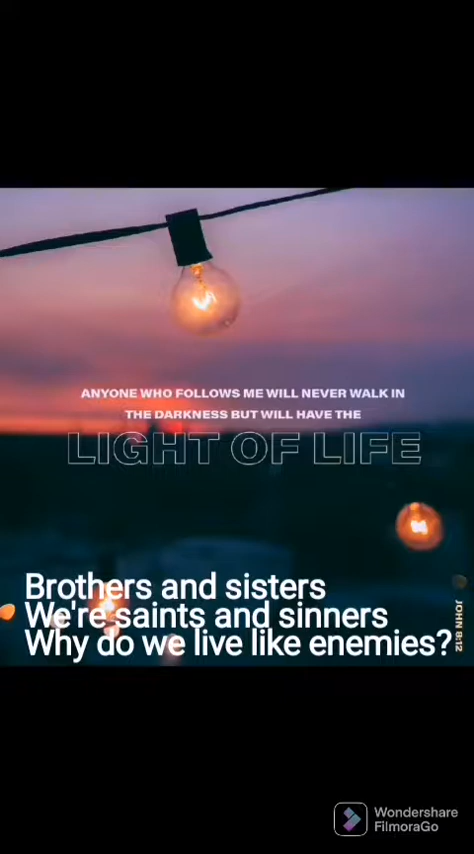 ANYONE WHO FOLLOWS ME WILL NEVER WALK IN
THE DARKNESS BUT WILL HAVE THE
LIGHT OF LIFE
JOHN 8:12
Brothers and sisters
We're saints and sinners
Why do we live like enemies?
Wondershare
FilmoraGo